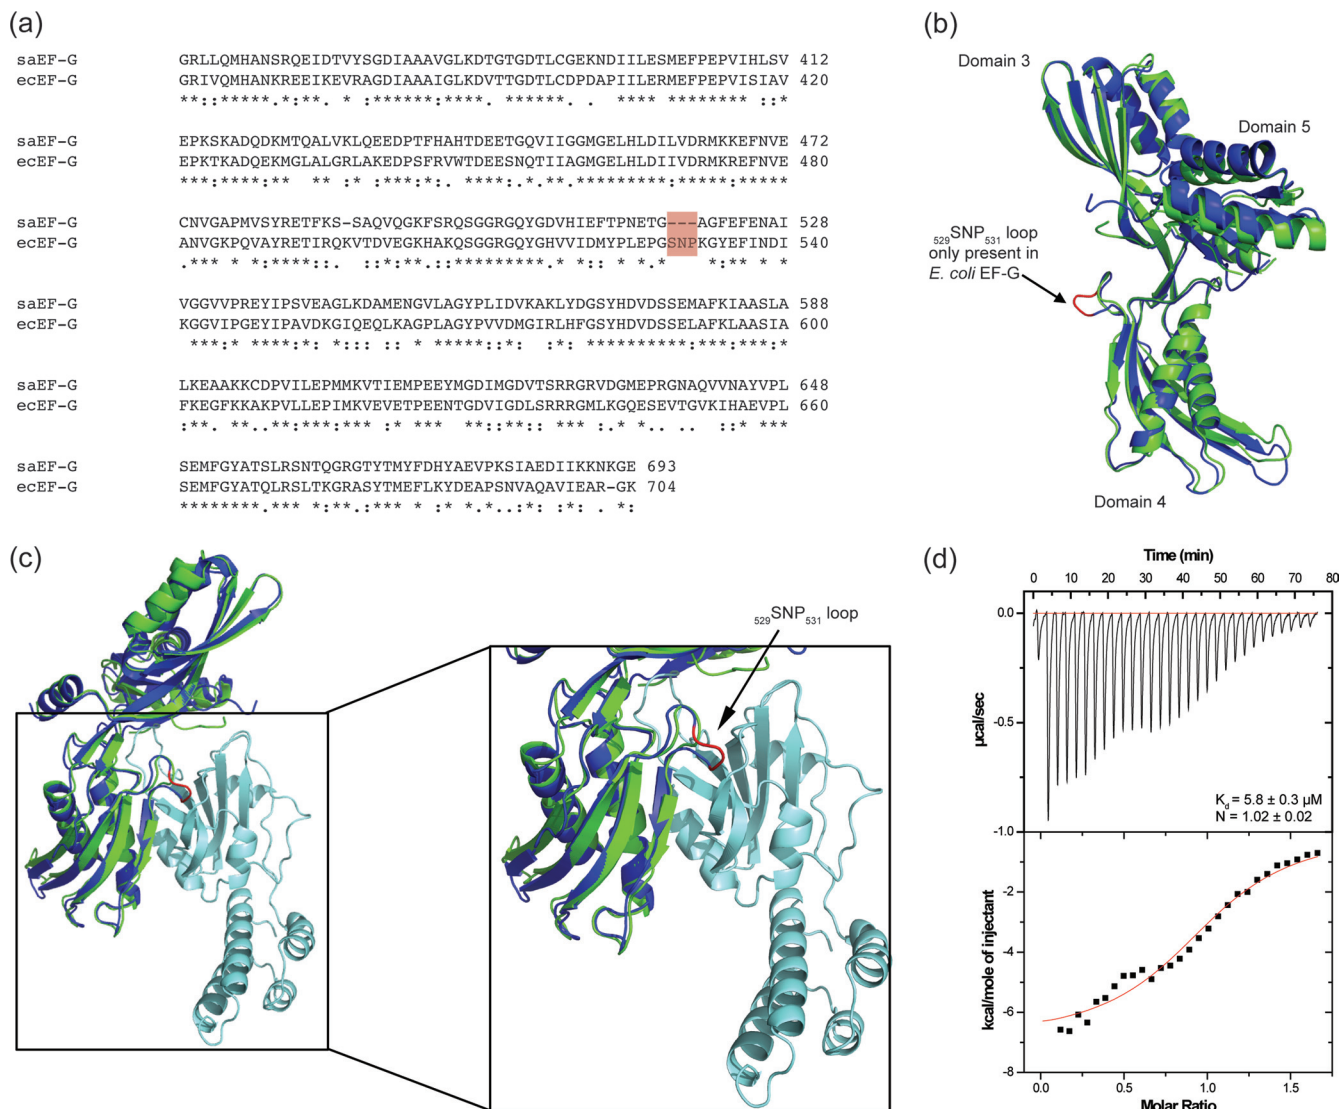 (a)
saEF-G GRLLQMHANSRQEIDTVYSGDIAAAVGLKDTGTGDTLCGEKNDIILESMEFPEPVIHLSV 412
ecEF-G GRIVQMHANKREEIKEVRAGDIAAAIGLKDVTTGDTLCDPDAPIILERMEFPEPVISIAV 420
**::*****.*:**. * :******:****. ******. . **** ******** ::*
saEF-G EPKSKADQDKMTQALVKLQEEDPTFHAHTDEETGQVIIGGMGELHLDILVDRMKKEFNVE 472
ecEF-G EPKTKADQEKMGLALGRLAKEDPSFRVWTDEESNQTIIAGMGELHLDIIVDRMKREFNVE 480
***:****:** ** :* :***:*:. ****:.*.**.*********:*****:*****
saEF-G CNVGAPMVSYRETFKS-SAQVQGKFSRQSGGRGQYGDVHIEFTPNETG---AGFEFENAI 528
ecEF-G ANVGKPQVAYRETIRQKVTDVEGKHAKQSGGRGQYGHVVIDMYPLEPGSNPKGYEFINDI 540
.*** * *:****::. ::*:**.::*********.* *:: * *.* *:** * *
saEF-G VGGVVPREYIPSVEAGLKDAMENGVLAGYPLIDVKAKLYDGSYHDVDSSEMAFKIAASLA 588
ecEF-G KGGVIPGEYIPAVDKGIQEQLKAGPLAGYPVVDMGIRLHFGSYHDVDSSELAFKLAASIA 600
***:* ****:*: *::: :: * *****::*: :*: **********:***:***:*
saEF-G LKEAAKKCDPVILEPMMKVTIEMPEEYMGDIMGDVTSRRGRVDGMEPRGNAQVVNAYVPL 648
ecEF-G FKEGFKKAKPVLLEPIMKVEVETPEENTGDVIGDLSRRRGMLKGQESEVTGVKIHAEVPL 660
:**. **..**:***:*** :* *** **::**:: *** :.* *.. .. ::* ***
saEF-G SEMFGYATSLRSNTQGRGTYTMYFDHYAEVPKSIAEDIIKKNKGE 693
ecEF-G SEMFGYATQLRSLTKGRASYTMEFLKYDEAPSNVAQAVIEAR-GK 704
********.*** *:**.:*** * :* *.*..:*: :*: . *:
(b)
Domain 3
Domain 5
529SNP531 loop
only present in
E. coli EF-G
Domain 4
(c)
529SNP531 loop
(d)
Time (min)
0 10 20 30 40 50 60 70 80
0.0
-0.5
-1.0
µcal/sec
Kd = 5.8 ± 0.3 µM
N = 1.02 ± 0.02
-2
-4
-6
-8
kcal/mole of injectant
0.0 0.5 1.0 1.5
Molar Ratio